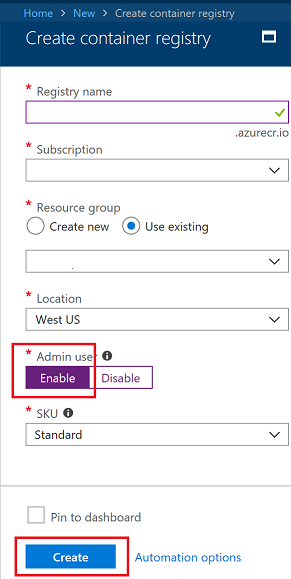 Home > New > Create container registry
Create container registry
* Registry name
.azurecr.io
* Subscription
* Resource group
Create new Use existing
* Location
West US
* Admin user
Enable Disable
* SKU
Standard
Pin to dashboard
Create Automation options